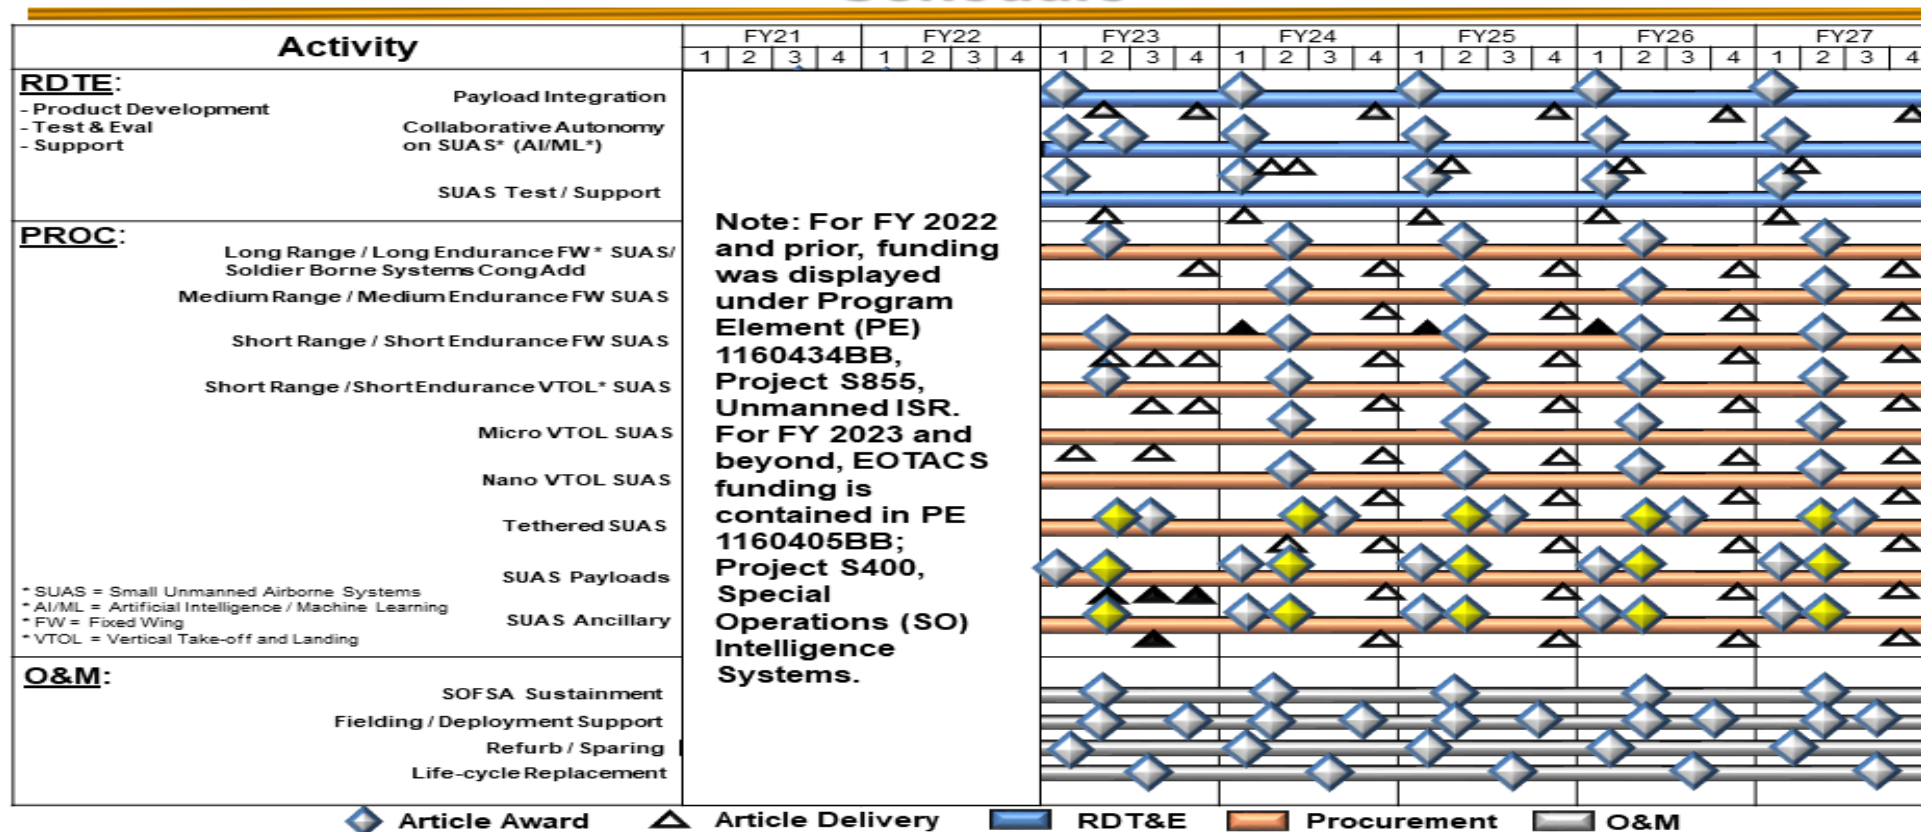 Activity
FY21 FY22 FY23 FY24 FY25 FY26 FY27
1 2 3 4 1 2 3 4 1 2 3 4 1 2 3 4 1 2 3 4 1 2 3 4 1 2 3 4
RDTE:
- Product Development
- Test & Eval
- Support
Payload Integration
Collaborative Autonomy
on SUAS* (AI/ML*)
SUAS Test / Support
PROC:
Long Range / Long Endurance FW* SUAS/
Soldier Borne Systems Cong Add
Medium Range / Medium Endurance FW SUAS
Short Range / Short Endurance FW SUAS
Short Range / Short Endurance VTOL* SUAS
Micro VTOL SUAS
Nano VTOL SUAS
Tethered SUAS
SUAS Payloads
SUAS Ancillary
* SUAS = Small Unmanned Airborne Systems
* AI/ML = Artificial Intelligence / Machine Learning
* FW = Fixed Wing
* VTOL = Vertical Take-off and Landing
O&M:
SOFSA Sustainment
Fielding / Deployment Support
Refurb / Sparing
Life-cycle Replacement
Note: For FY 2022
and prior, funding
was displayed
under Program
Element (PE)
1160434BB,
Project S855,
Unmanned ISR.
For FY 2023 and
beyond, EOTACS
funding is
contained in PE
1160405BB;
Project S400,
Special
Operations (SO)
Intelligence
Systems.
Article Award Article Delivery RDT&E Procurement O&M